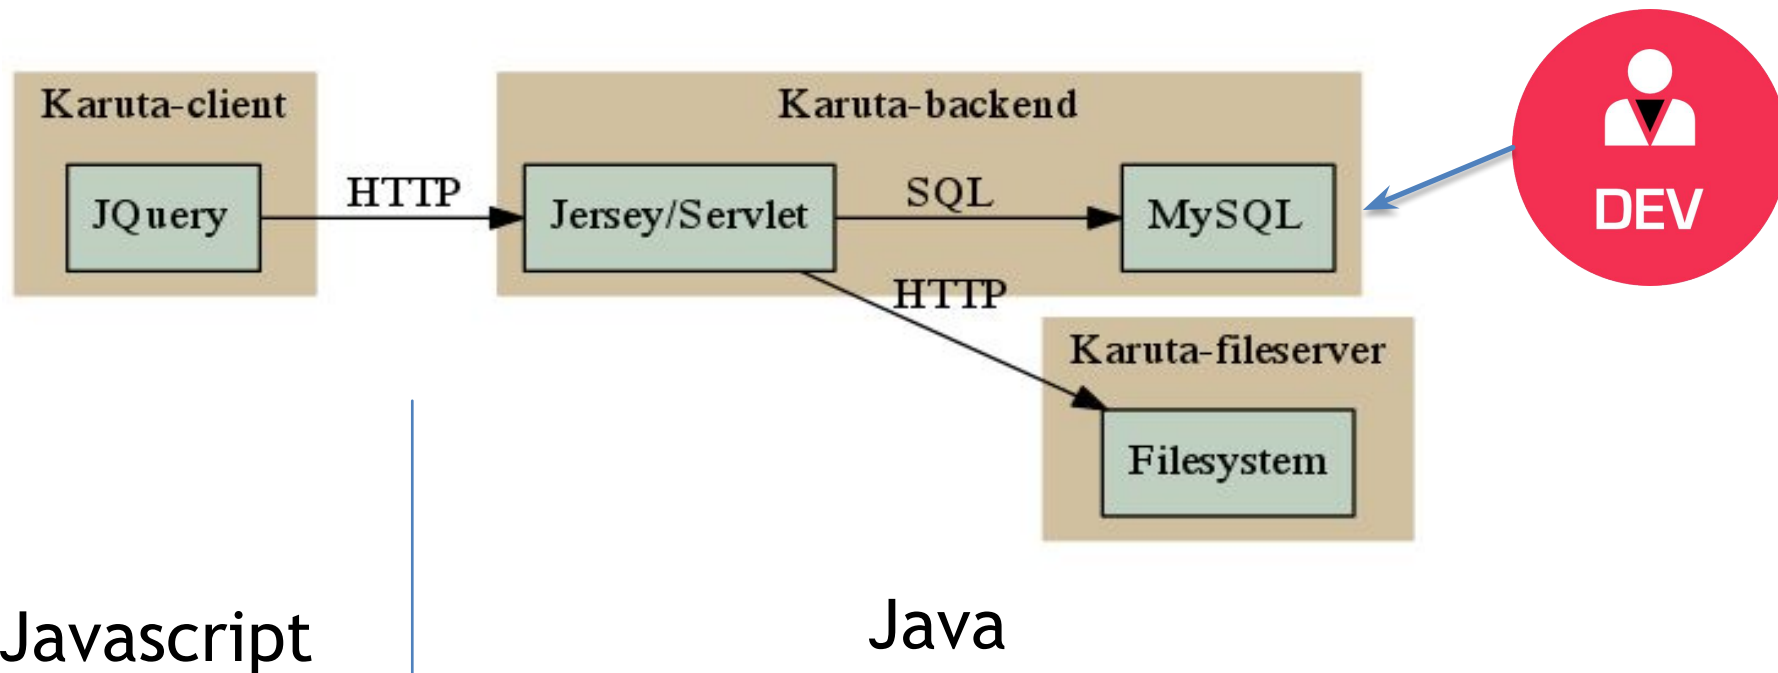 Karuta-client
JQuery
HTTP
Karuta-backend
Jersey/Servlet
SQL
MySQL
DEV
HTTP
Karuta-fileserver
Filesystem
Javascript
Java